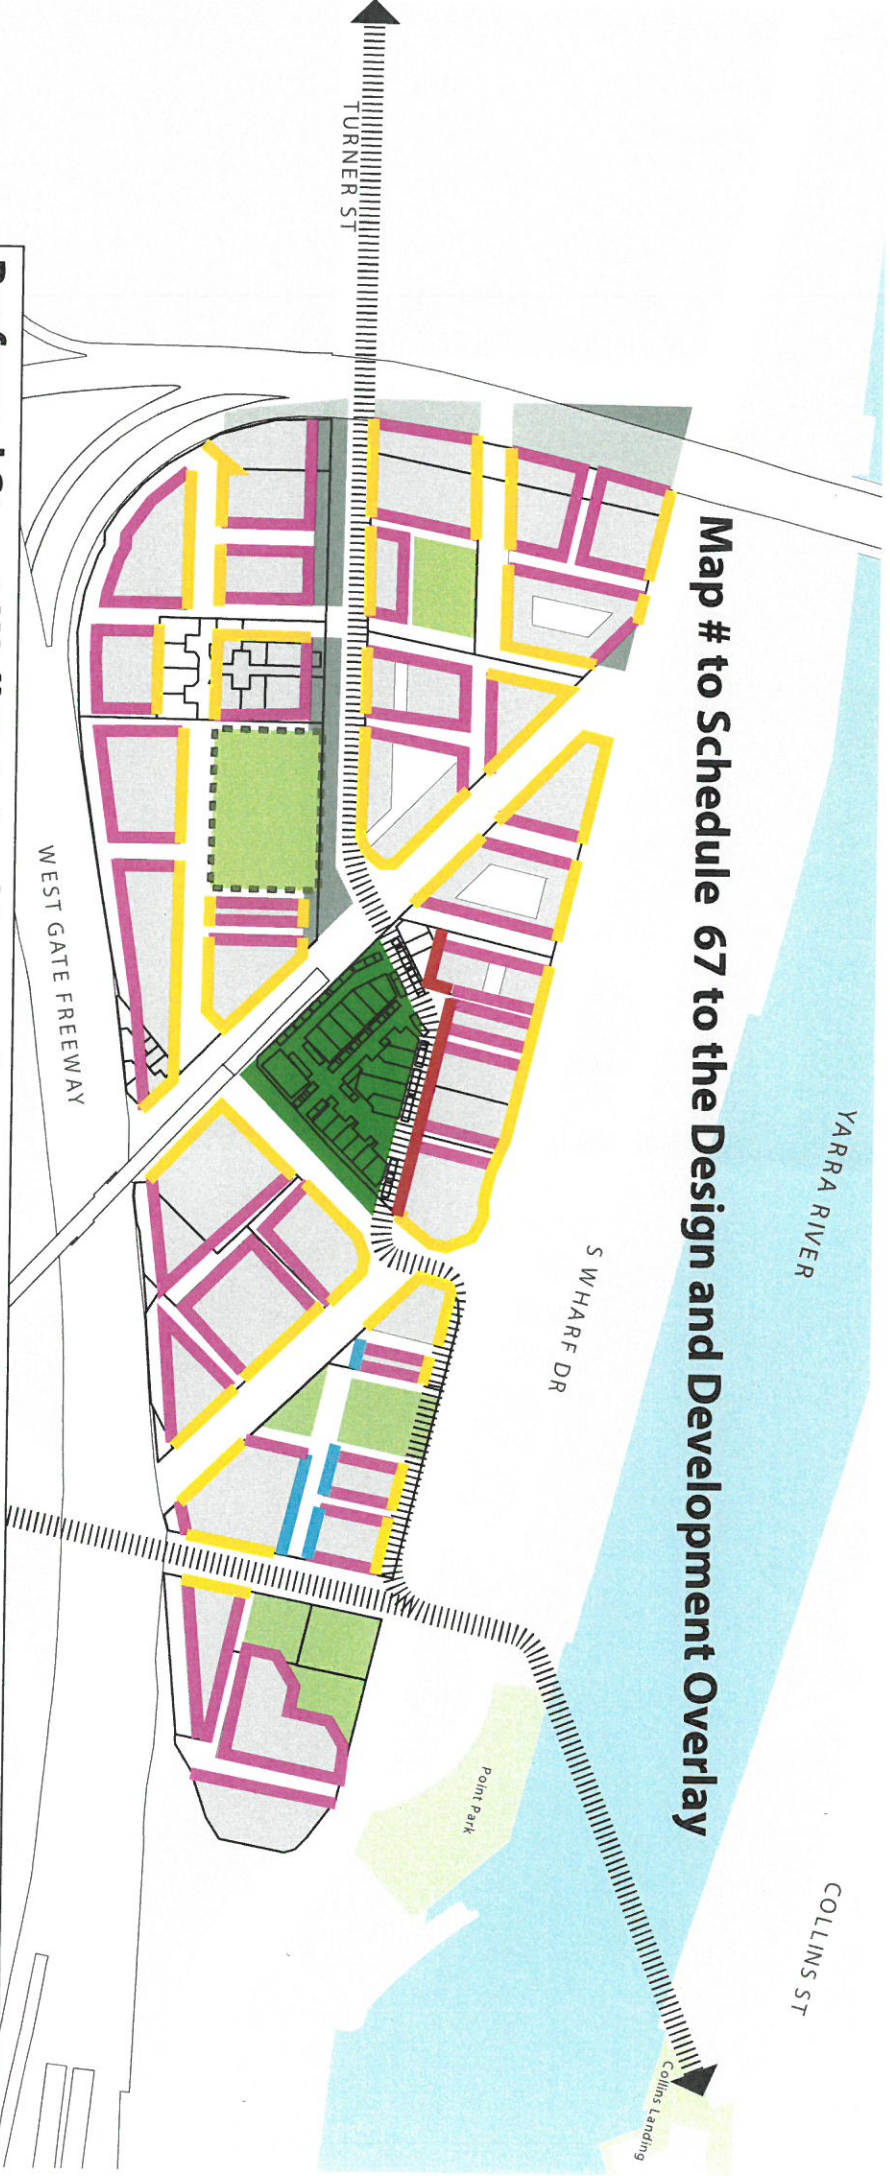 Map # to Schedule 67 to the Design and Development Overlay
YARRA RIVER
COLLINS ST
Collins Landing
S WHARF DR
Point Park
TURNER ST
WEST GATE FREEWAY